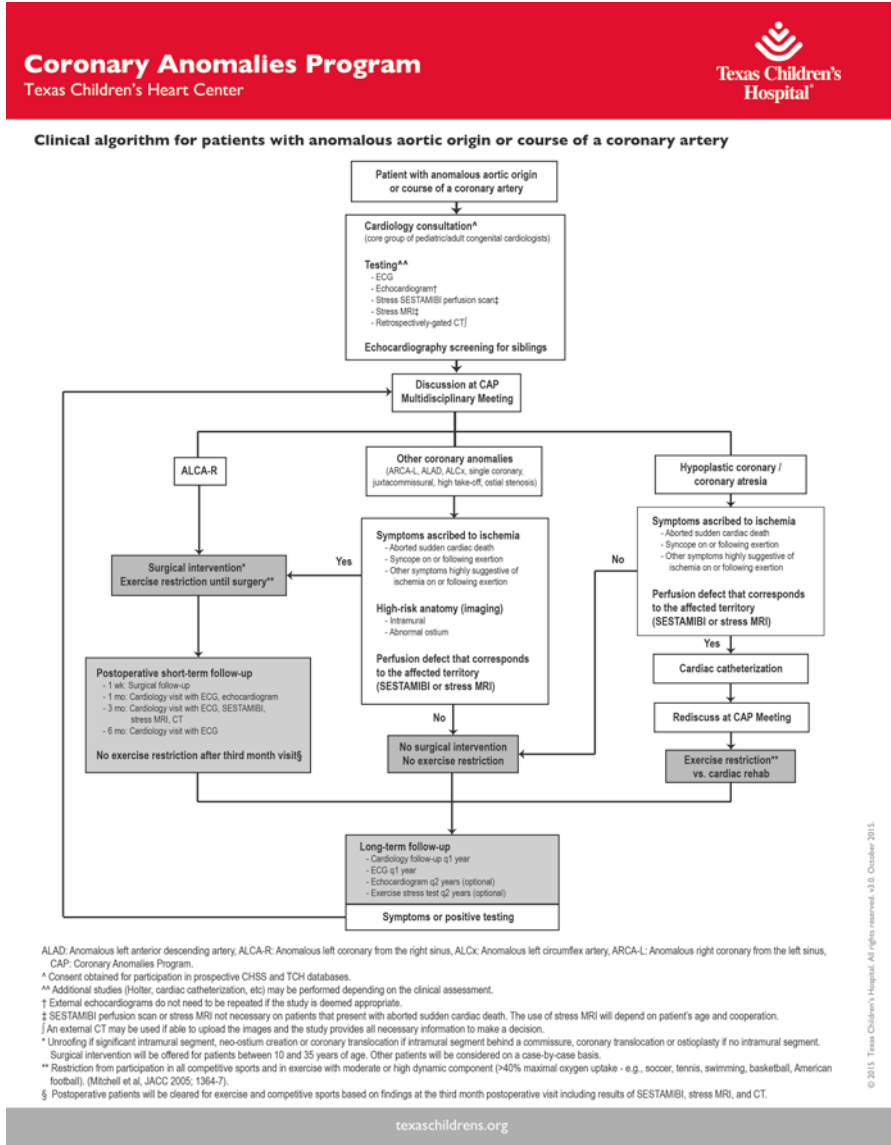 Coronary Anomalies Program
Texas Children's Heart Center
Texas Children's
Hospital®
Clinical algorithm for patients with anomalous aortic origin or course of a coronary artery
Patient with anomalous aortic origin
or course of a coronary artery
Cardiology consultation^
(core group of pediatric/adult congenital cardiologists)
Testing^^
- ECG
- Echocardiogram†
- Stress SESTAMIBI perfusion scan‡
- Stress MRI‡
- Retrospectively-gated CT∫
Echocardiography screening for siblings
Discussion at CAP
Multidisciplinary Meeting
ALCA-R
Other coronary anomalies
(ARCA-L, ALAD, ALCx, single coronary,
juxtacommissural, high take-off, ostial stenosis)
Hypoplastic coronary /
coronary atresia
Symptoms ascribed to ischemia
- Aborted sudden cardiac death
- Syncope on or following exertion
- Other symptoms highly suggestive of
ischemia on or following exertion
High-risk anatomy (imaging)
- Intramural
- Abnormal ostium
Perfusion defect that corresponds
to the affected territory
(SESTAMIBI or stress MRI)
Symptoms ascribed to ischemia
- Aborted sudden cardiac death
- Syncope on or following exertion
- Other symptoms highly suggestive of
ischemia on or following exertion
Perfusion defect that corresponds
to the affected territory
(SESTAMIBI or stress MRI)
Yes
No
Surgical intervention*
Exercise restriction until surgery**
Yes
Cardiac catheterization
Postoperative short-term follow-up
- 1 wk: Surgical follow-up
- 1 mo: Cardiology visit with ECG, echocardiogram
- 3 mo: Cardiology visit with ECG, SESTAMIBI,
stress MRI, CT
- 6 mo: Cardiology visit with ECG
No exercise restriction after third month visit§
No
Rediscuss at CAP Meeting
No surgical intervention
No exercise restriction
Exercise restriction**
vs. cardiac rehab
Long-term follow-up
- Cardiology follow-up q1 year
- ECG q1 year
- Echocardiogram q2 years (optional)
- Exercise stress test q2 years (optional)
Symptoms or positive testing
ALAD: Anomalous left anterior descending artery, ALCA-R: Anomalous left coronary from the right sinus, ALCx: Anomalous left circumflex artery, ARCA-L: Anomalous right coronary from the left sinus,
CAP: Coronary Anomalies Program.
^ Consent obtained for participation in prospective CHSS and TCH databases.
^^ Additional studies (Holter, cardiac catheterization, etc) may be performed depending on the clinical assessment.
† External echocardiograms do not need to be repeated if the study is deemed appropriate.
‡ SESTAMIBI perfusion scan or stress MRI not necessary on patients that present with aborted sudden cardiac death. The use of stress MRI will depend on patient's age and cooperation.
∫ An external CT may be used if able to upload the images and the study provides all necessary information to make a decision.
* Unroofing if significant intramural segment, neo-ostium creation or coronary translocation if intramural segment behind a commissure, coronary translocation or ostioplasty if no intramural segment.
Surgical intervention will be offered for patients between 10 and 35 years of age. Other patients will be considered on a case-by-case basis.
** Restriction from participation in all competitive sports and in exercise with moderate or high dynamic component (>40% maximal oxygen uptake - e.g., soccer, tennis, swimming, basketball, American
football). (Mitchell et al, JACC 2005; 1364-7).
§ Postoperative patients will be cleared for exercise and competitive sports based on findings at the third month postoperative visit including results of SESTAMIBI, stress MRI, and CT.
© 2015 Texas Children's Hospital. All rights reserved. v3.0. October 2015.
texaschildrens.org